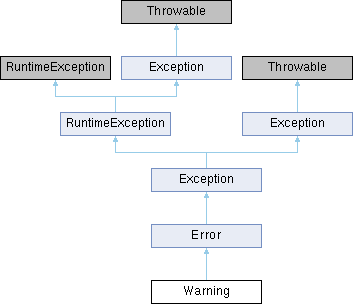 Throwable
RuntimeException
Exception
Throwable
RuntimeException
Exception
Exception
Error
Warning